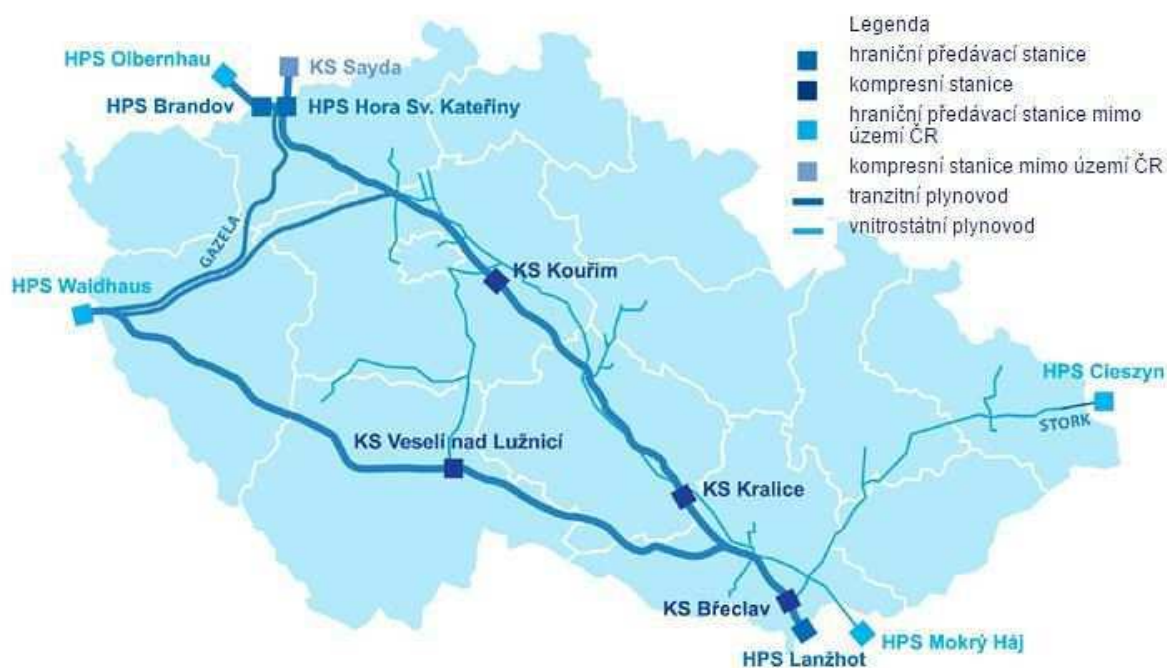 Legenda
hraniční předávací stanice
kompresní stanice
hraniční předávací stanice mimo
území ČR
kompresní stanice mimo území ČR
tranzitní plynovod
vnitrostátní plynovod
HPS Olbernhau
KS Sayda
HPS Brandov
HPS Hora Sv. Kateřiny
GAZELA
KS Kouřim
HPS Waidhaus
HPS Cieszyn
STORK
KS Veselí nad Lužnicí
KS Kralice
KS Břeclav
HPS Lanžhot
HPS Mokrý Háj